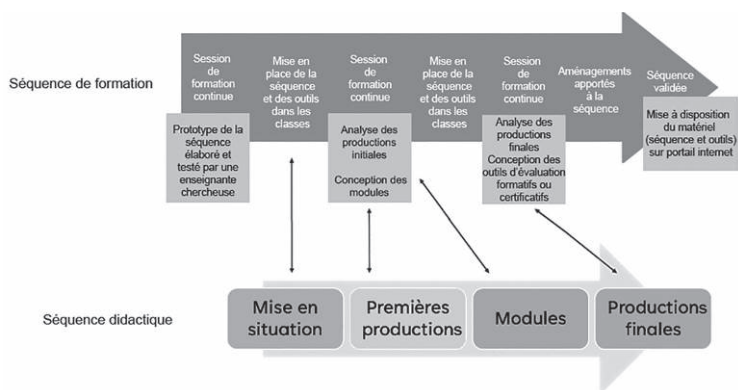 Séquence de formation
Session
de
formation
continue
Mise en
place de la
séquence
et des outils
dans les
classes
Session
de
formation
continue
Mise en
place de la
séquence
et des outils
dans les
classes
Session
de
formation
continue
Aménagements
apportés
à la
séquence
Séquence
validée
Prototype de la
séquence
élaboré et
testé par une
enseignante
chercheuse
Analyse des
productions
initiales
Conception des
modules
Analyse des
productions
finales
Conception des
outils d'évaluation
formatifs ou
certificatifs
Mise à disposition
du matériel
(séquence et outils)
sur portail internet
Séquence didactique
Mise en
situation
Premières
productions
Modules
Productions
finales